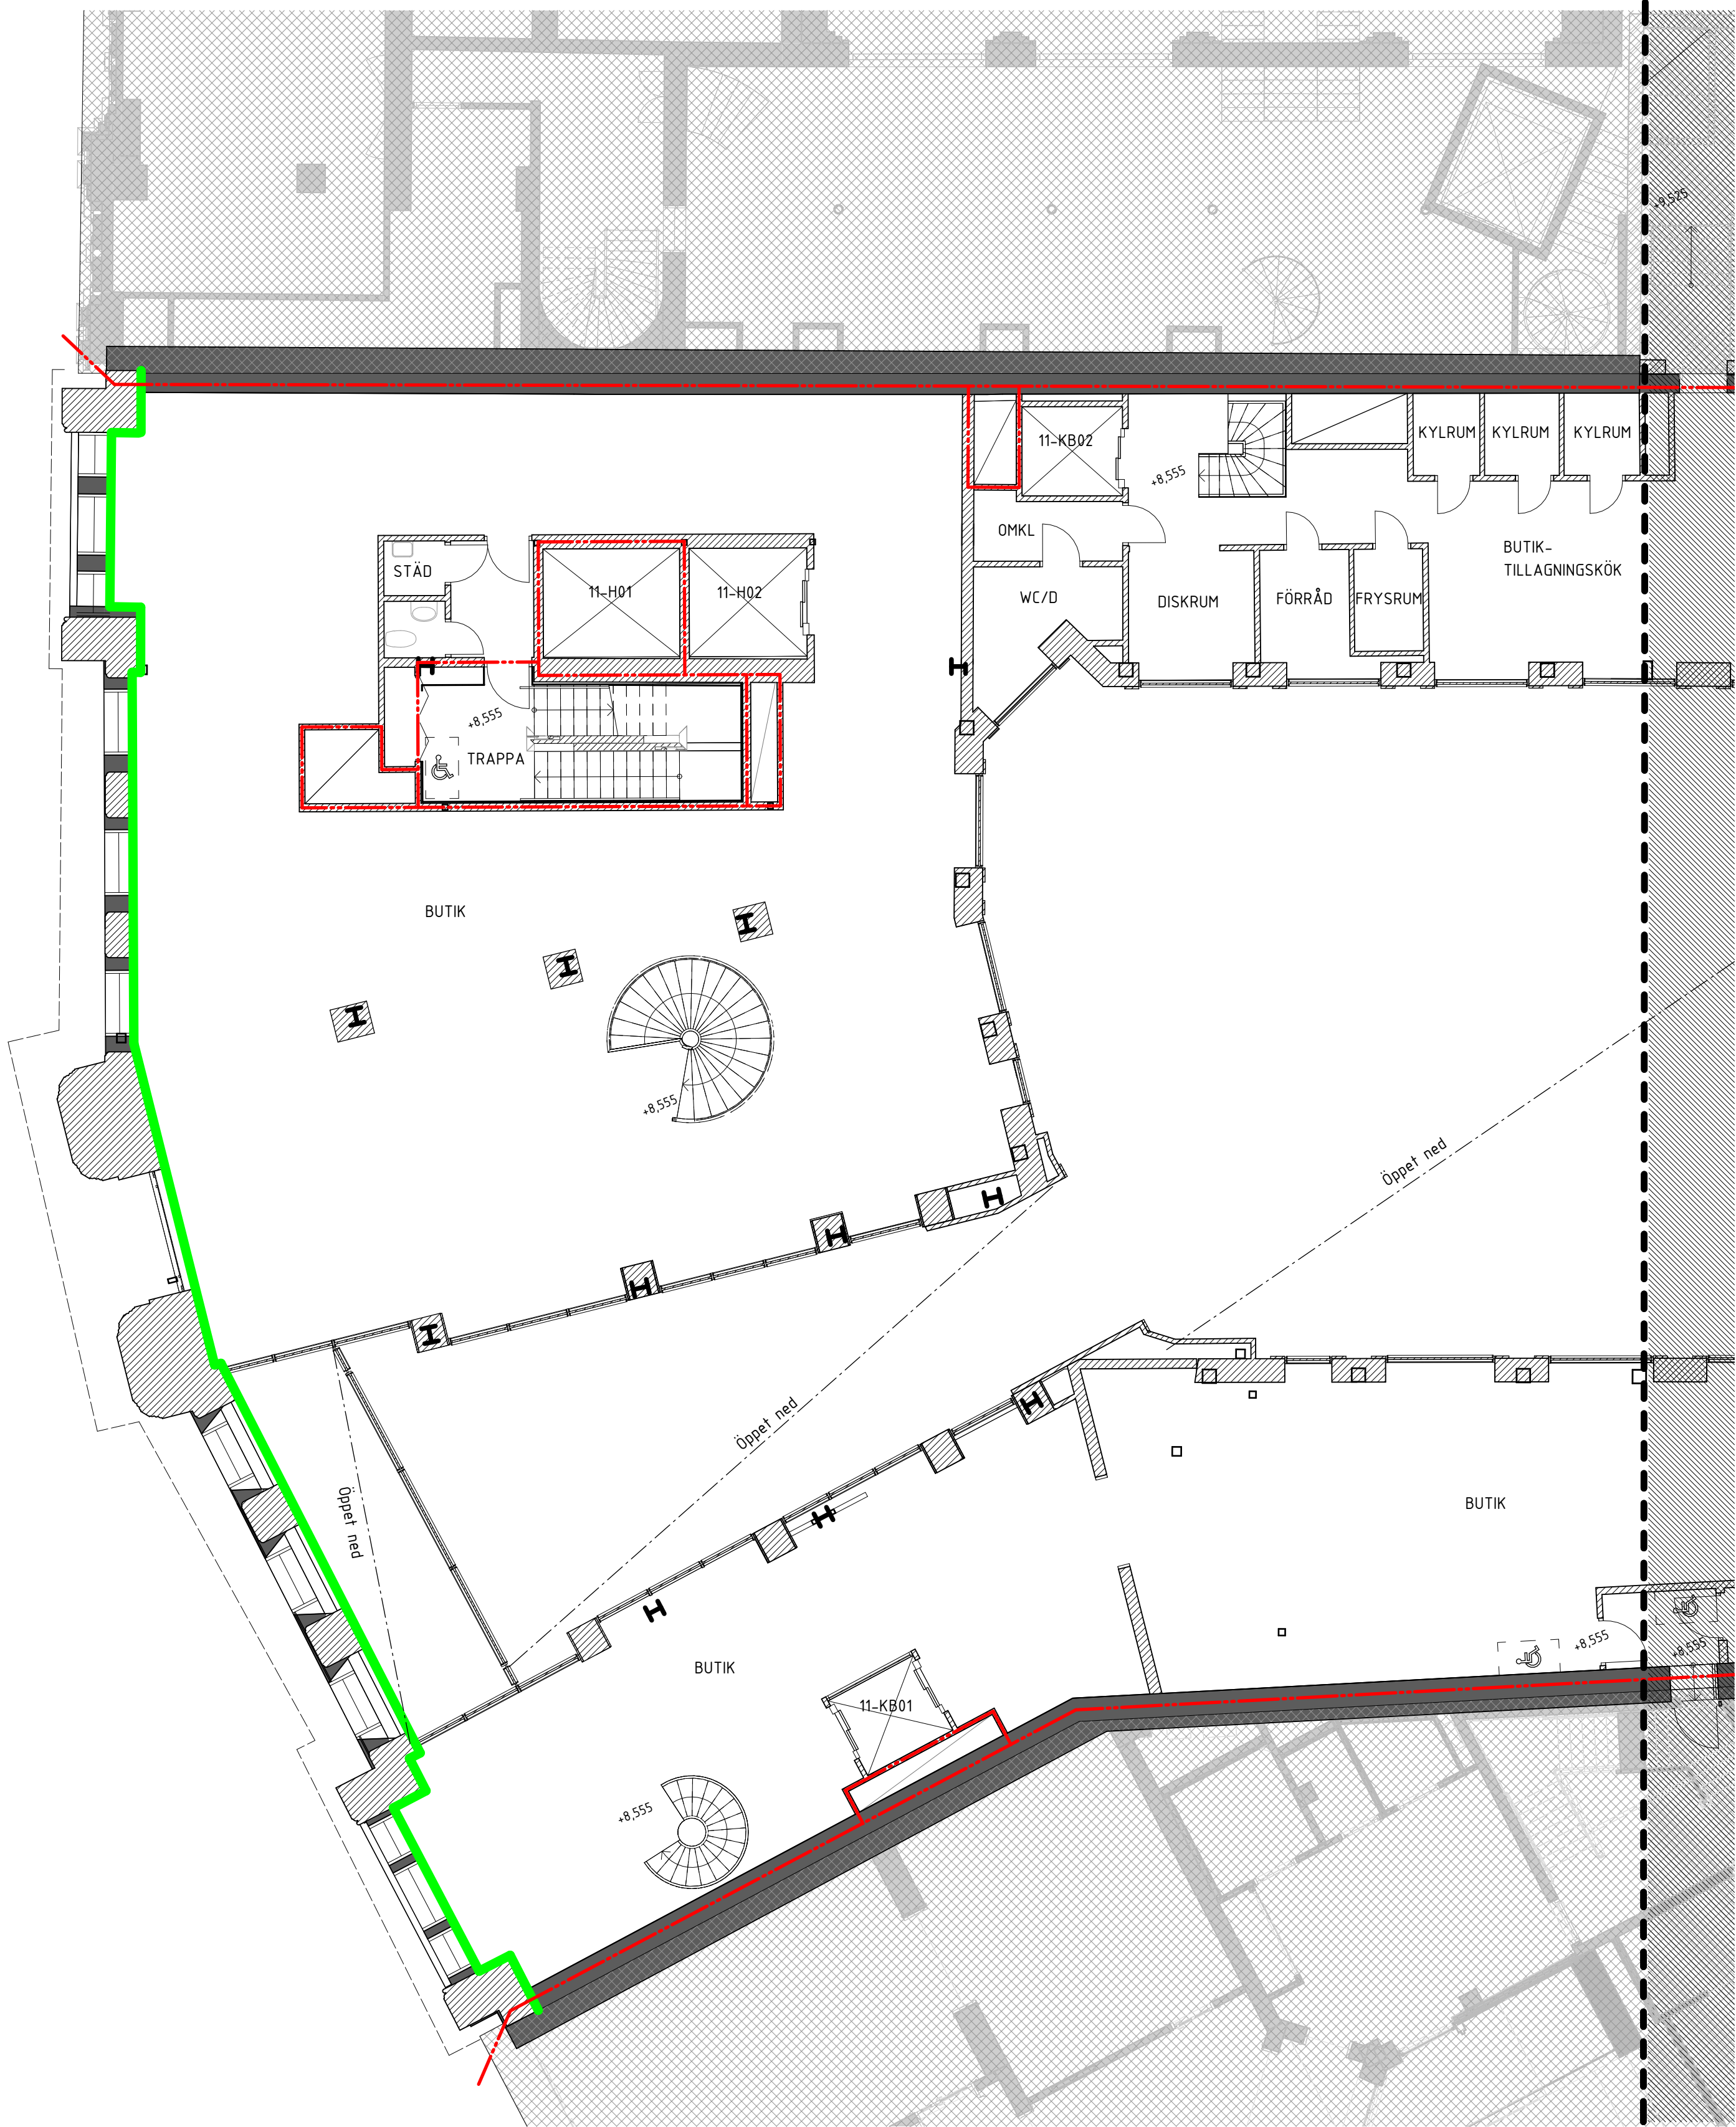 +9,525
KYLRUM
KYLRUM
KYLRUM
11-KB02
+8,555
OMKL
BUTIK-
TILLAGNINGSKÖK
STÄD
11-H01
11-H02
WC/D
DISKRUM
FÖRRÅD
FRYSRUM
+8,555
TRAPPA
BUTIK
+8,555
Öppet ned
Öppet ned
Öppet ned
BUTIK
+8,555
+8,555
BUTIK
11-KB01
+8,555